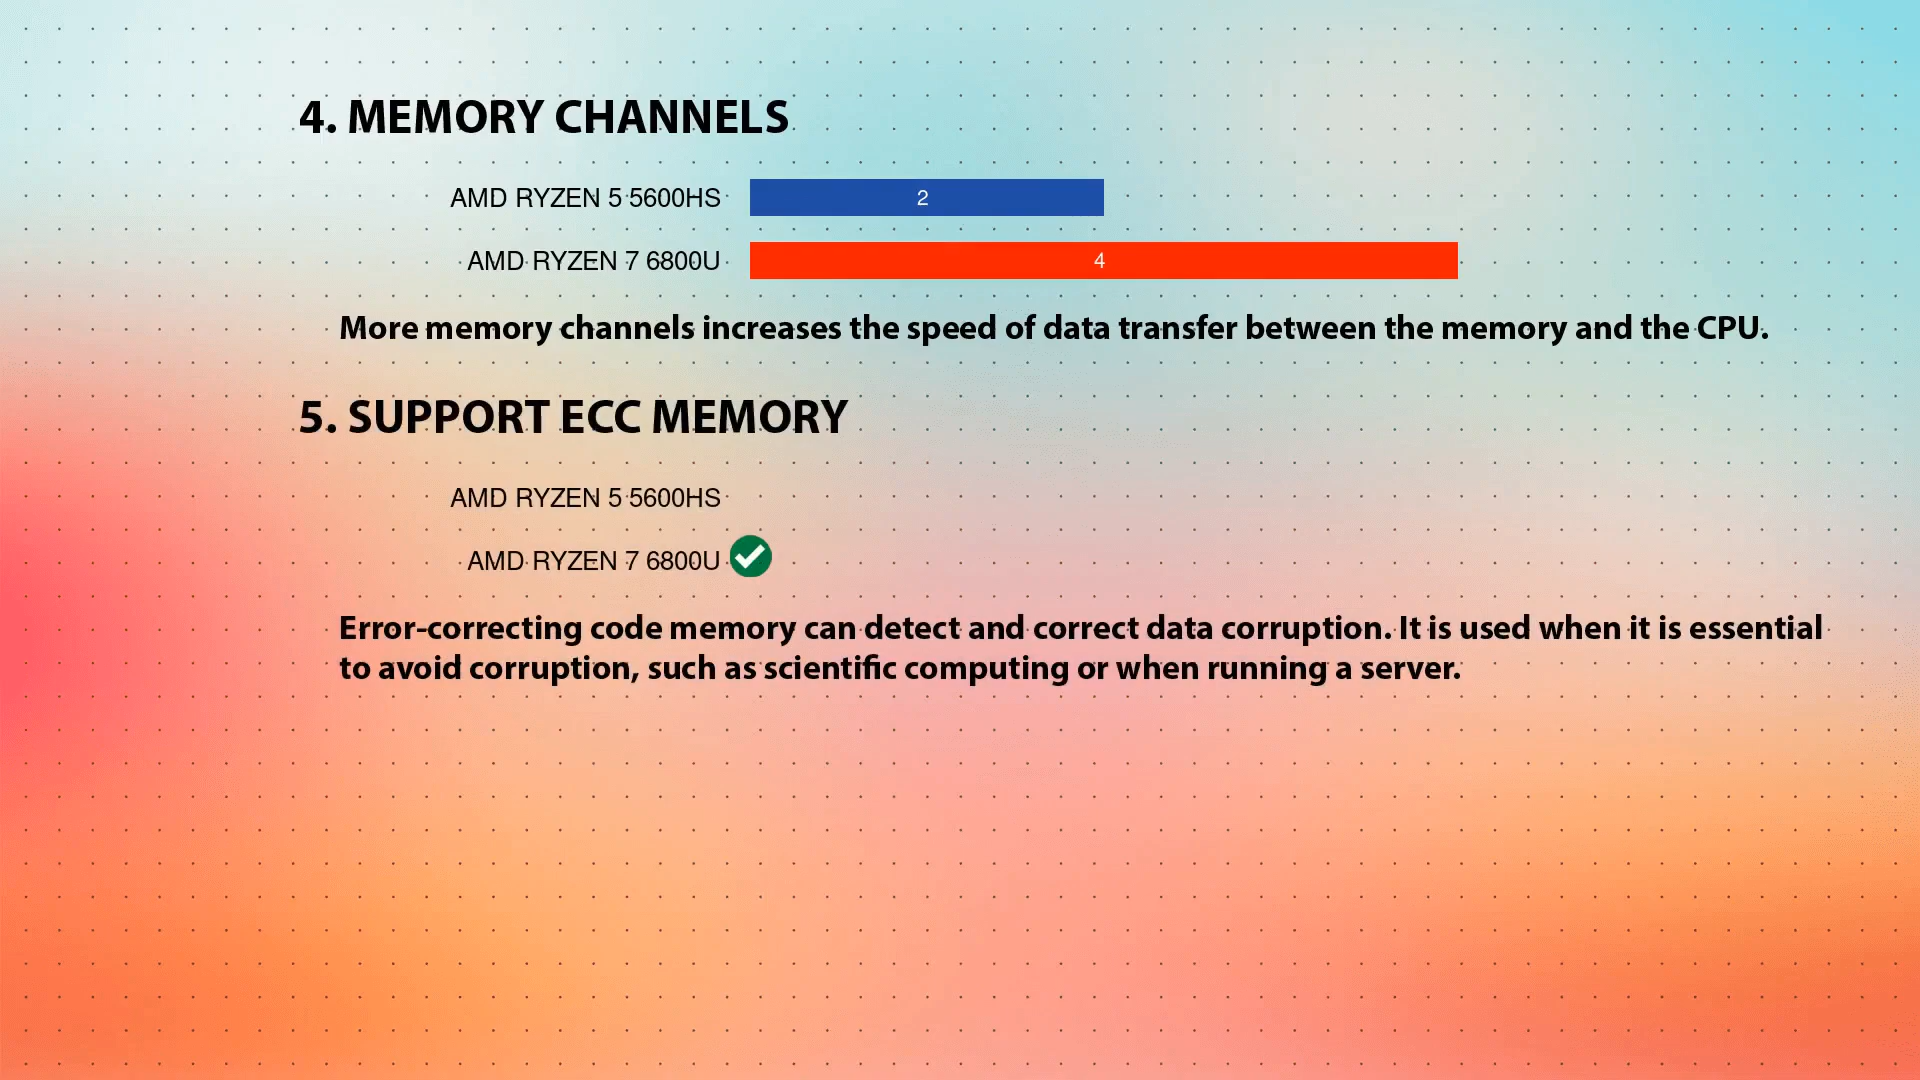 4. MEMORY CHANNELS
AMD RYZEN 5 5600HS
2
AMD RYZEN 7 6800U
4
More memory channels increases the speed of data transfer between the memory and the CPU.
5. SUPPORT ECC MEMORY
AMD RYZEN 5 5600HS
AMD RYZEN 7 6800U
Error-correcting code memory can detect and correct data corruption. It is used when it is essential
to avoid corruption, such as scientific computing or when running a server.